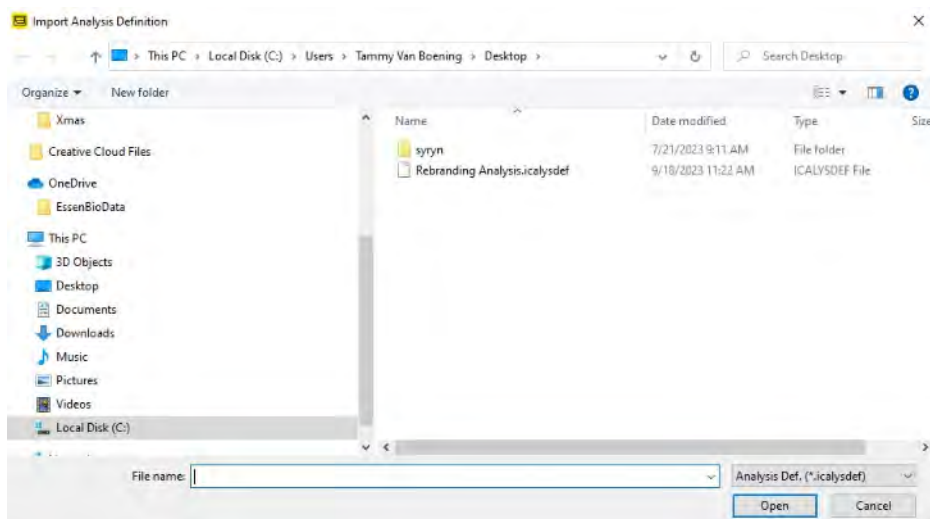 Import Analysis Definition
This PC > Local Disk (C:) > Users > Tammy Van Boening > Desktop >
Search Desktop
Organize
New folder
Name
Date modified
Type
Size
Xmas
Creative Cloud Files
OneDrive
EssenBioData
This PC
3D Objects
Desktop
Documents
Downloads
Music
Pictures
Videos
Local Disk (C:)
syryn
7/21/2023 9:11 AM
File folder
Rebranding Analysis.icalysdef
9/18/2023 11:22 AM
ICALYSDEF File
File name:
Analysis Def. (*.icalysdef)
Open
Cancel